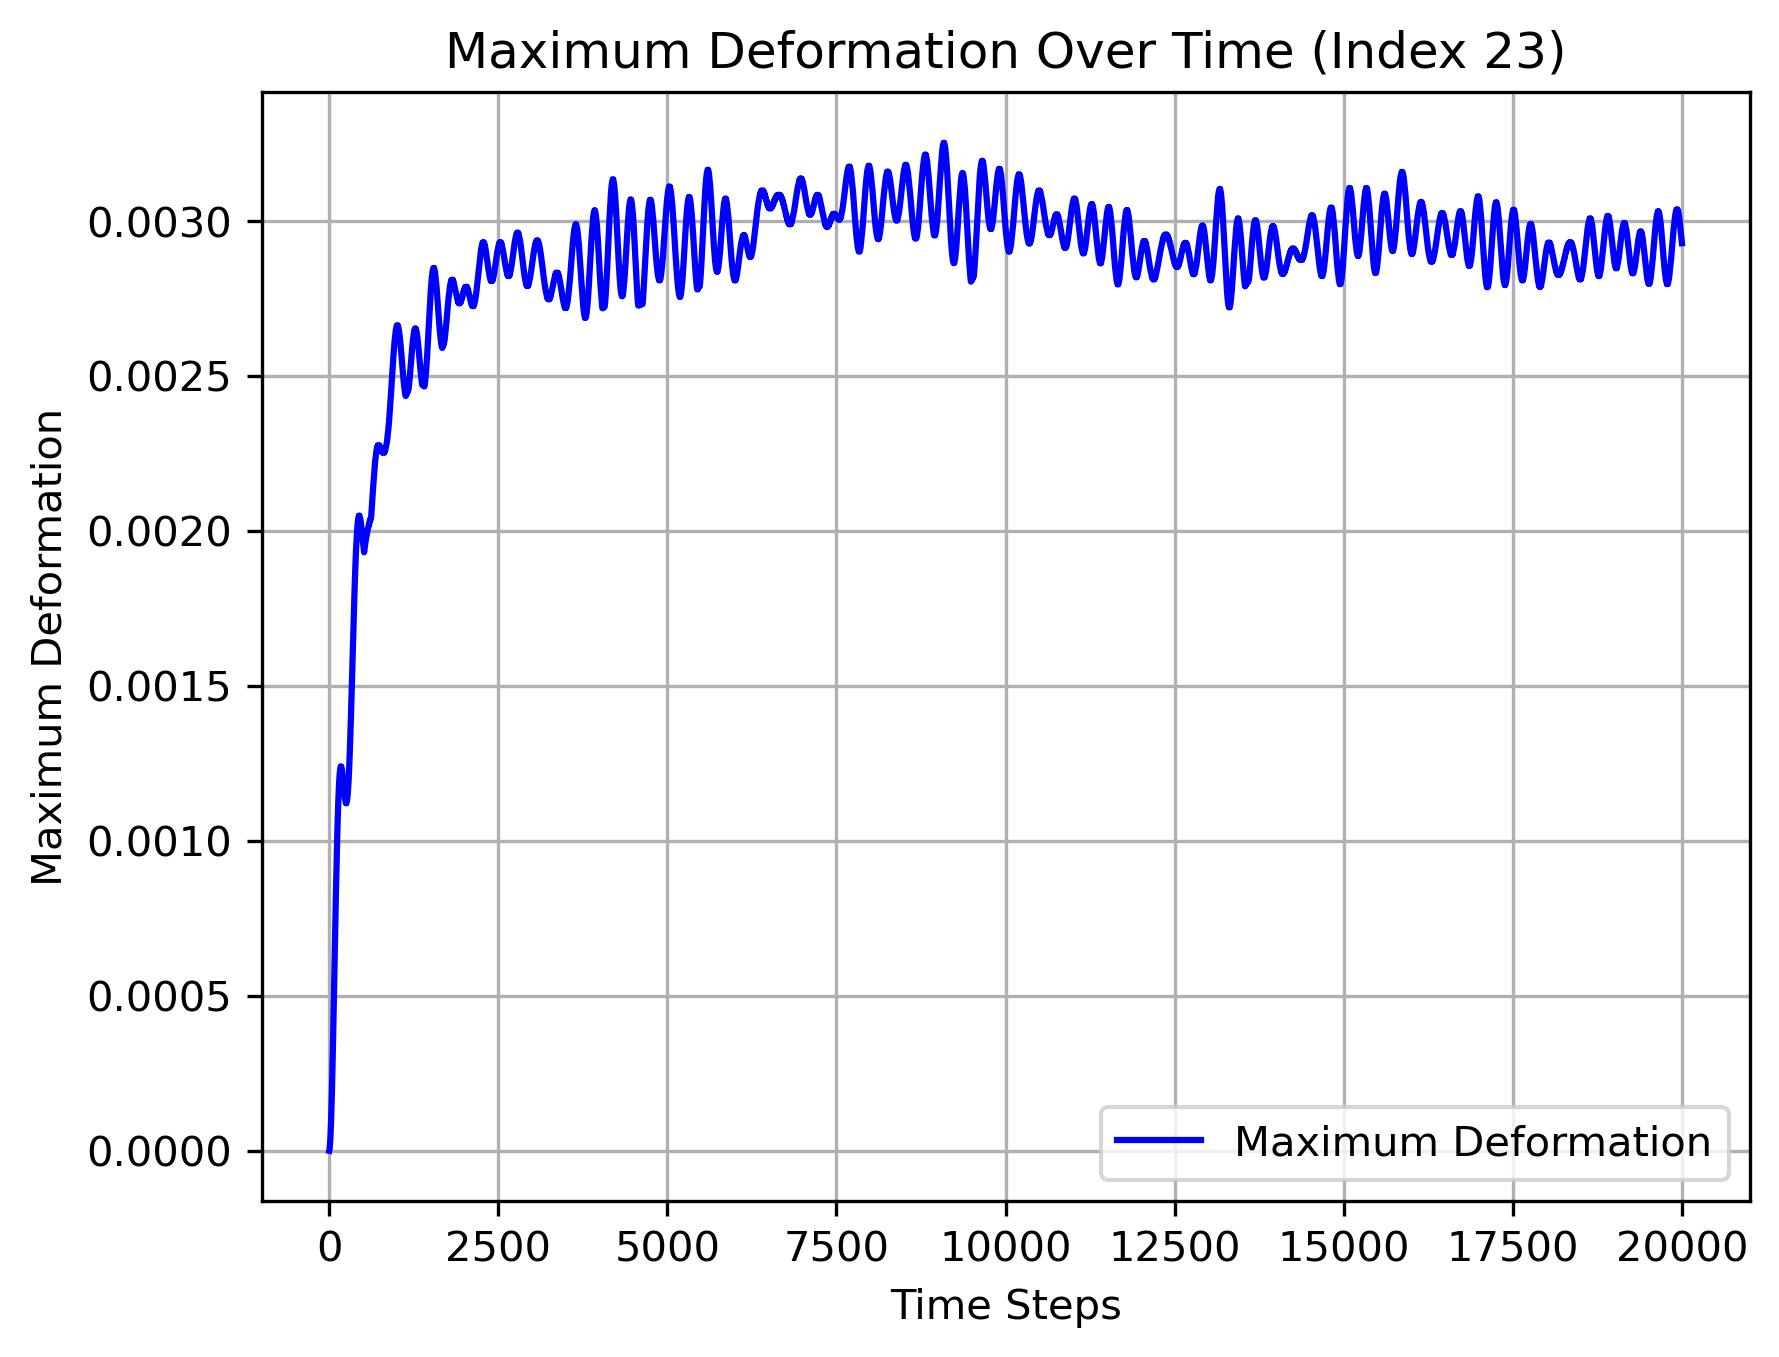 Maximum Deformation Over Time (Index 23)
Maximum Deformation
0.0030
0.0025
0.0020
0.0015
0.0010
0.0005
0.0000
Maximum Deformation
0 2500 5000 7500 10000 12500 15000 17500 20000
Time Steps